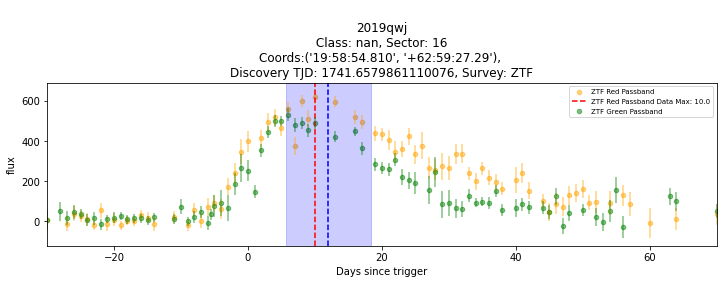 2019qwj
Class: nan, Sector: 16
Coords:('19:58:54.810', '+62:59:27.29'),
Discovery TJD: 1741.6579861110076, Survey: ZTF
ZTF Red Passband
ZTF Red Passband Data Max: 10.0
ZTF Green Passband
flux
600
400
200
0
−20
0
20
40
60
Days since trigger